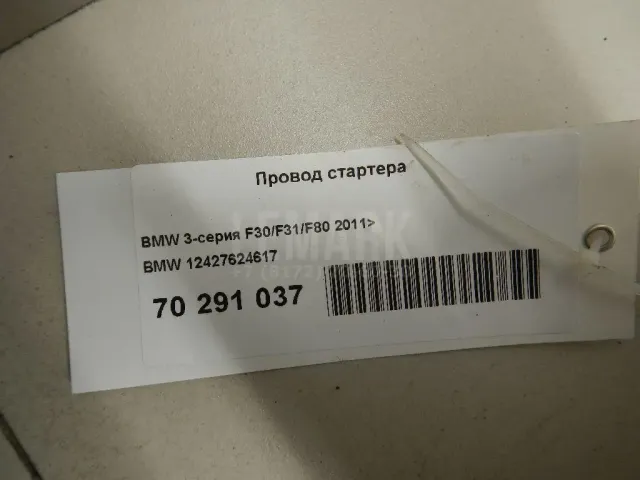 Провод стартера
BMW 3-серия F30/F31/F80 2011>
BMW 12427624617
70 291 037